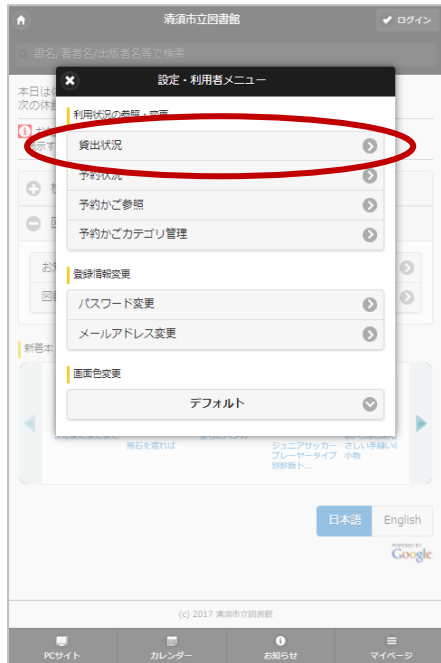 清須市立図書館
ログイン
書名/著者名/出版者名等で検索
設定・利用者メニュー
本日は
次の休館
利用状況の参照・変更
貸出状況
予約状況
予約かご参照
予約かごカテゴリ管理
登録情報変更
パスワード変更
メールアドレス変更
新着本
画面色変更
デフォルト
飛石を渡れば
ジュニアサッカー
プレーヤータイプ
別診断ト...
さしい手縫いの
小物
日本語
English
POWERED BY
Google
(c) 2017 清須市立図書館
PCサイト
カレンダー
お知らせ
マイページ